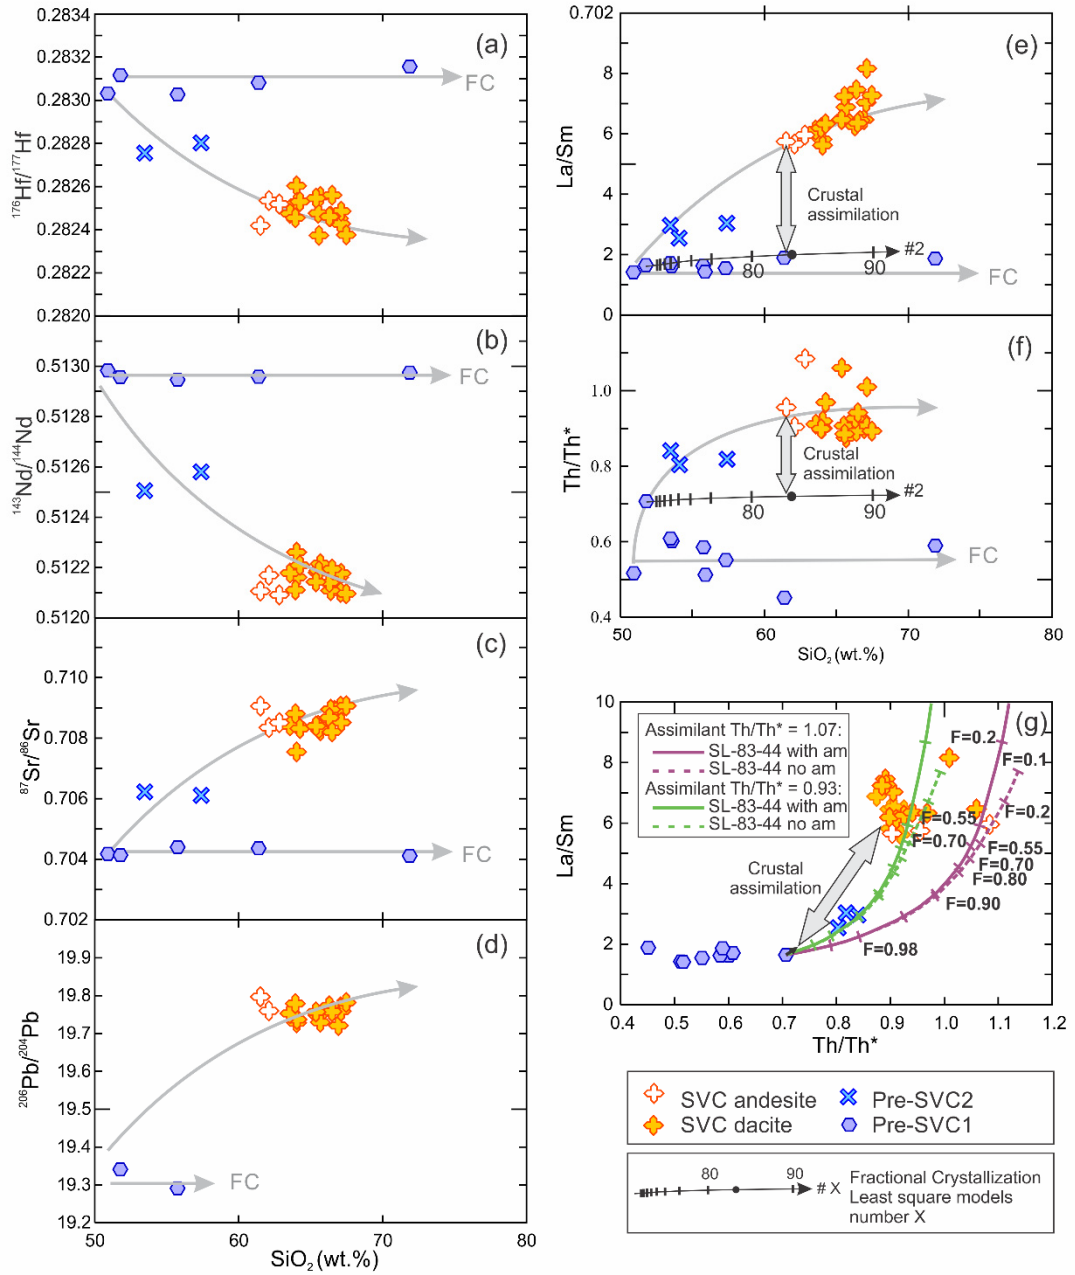 (a)
0.2834
0.2832
0.2830
0.2828
0.2826
0.2824
0.2822
0.2820
176Hf/177Hf
FC
(b)
0.5130
0.5128
0.5126
0.5124
0.5122
0.5120
143Nd/144Nd
FC
(c)
0.710
0.708
0.706
0.704
0.702
87Sr/86Sr
FC
(d)
19.9
19.8
19.7
19.6
19.5
19.4
19.3
19.2
206Pb/204Pb
FC
50
60
70
80
SiO2 (wt.%)
(e)
0.702
8
6
4
2
0
La/Sm
Crustal
assimilation
80
90
#2
FC
(f)
1.0
0.8
0.6
0.4
Th/Th*
Crustal
assimilation
80
90
#2
FC
50
60
70
80
SiO2 (wt.%)
(g)
10
8
6
4
2
0
La/Sm
Assimilant Th/Th* = 1.07:
SL-83-44 with am
SL-83-44 no am
Assimilant Th/Th* = 0.93:
SL-83-44 with am
SL-83-44 no am
F=0.2
F=0.1
F=0.2
F=0.55
F=0.55
F=0.70
F=0.70
F=0.80
F=0.90
F=0.98
Crustal
assimilation
0.4
0.5
0.6
0.7
0.8
0.9
1.0
1.1
1.2
Th/Th*
SVC andesite
Pre-SVC2
SVC dacite
Pre-SVC1
80
90
# X
Fractional Crystallization
Least square models
number X